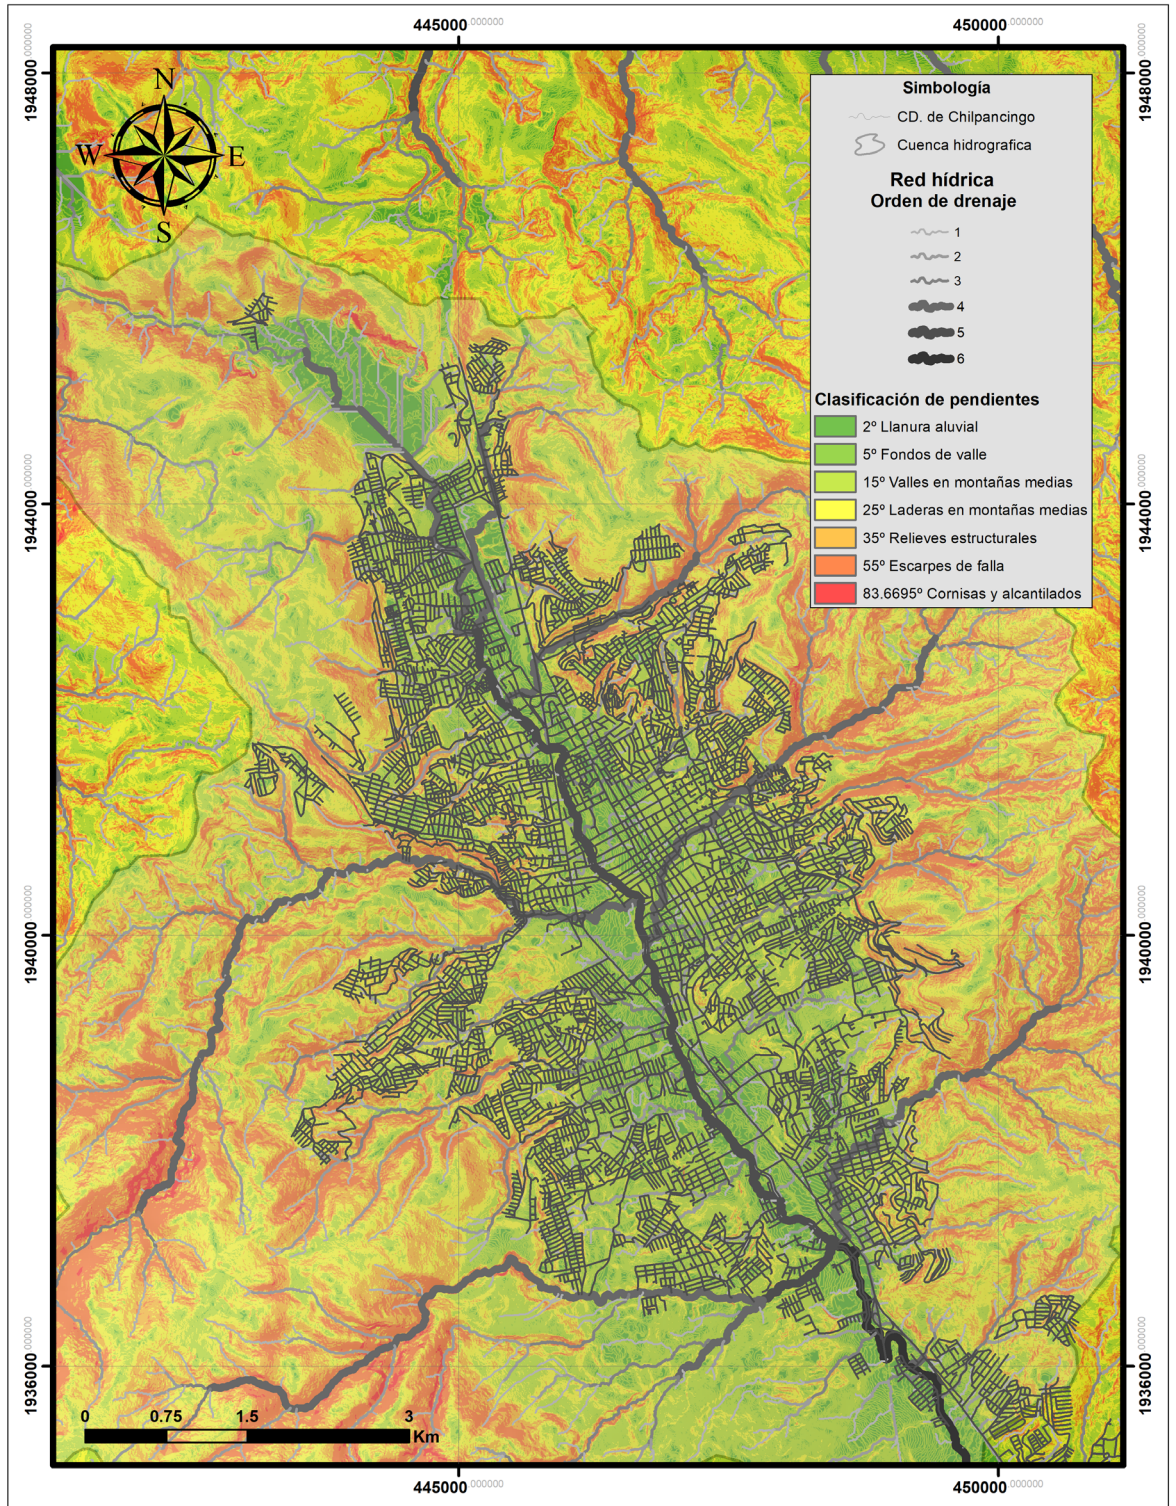 445000.000000
450000.000000
1948000.000000
1948000.000000
N
W
E
S
Simbología
CD. de Chilpancingo
Cuenca hidrografica
Red hídrica
Orden de drenaje
1
2
3
4
5
6
Clasificación de pendientes
2º Llanura aluvial
5º Fondos de valle
15º Valles en montañas medias
25º Laderas en montañas medias
35º Relieves estructurales
55º Escarpes de falla
83.6695º Cornisas y alcantilados
1944000.000000
1944000.000000
1940000.000000
1940000.000000
1936000.000000
1936000.000000
0 0.75 1.5 3
Km
445000.000000
450000.000000